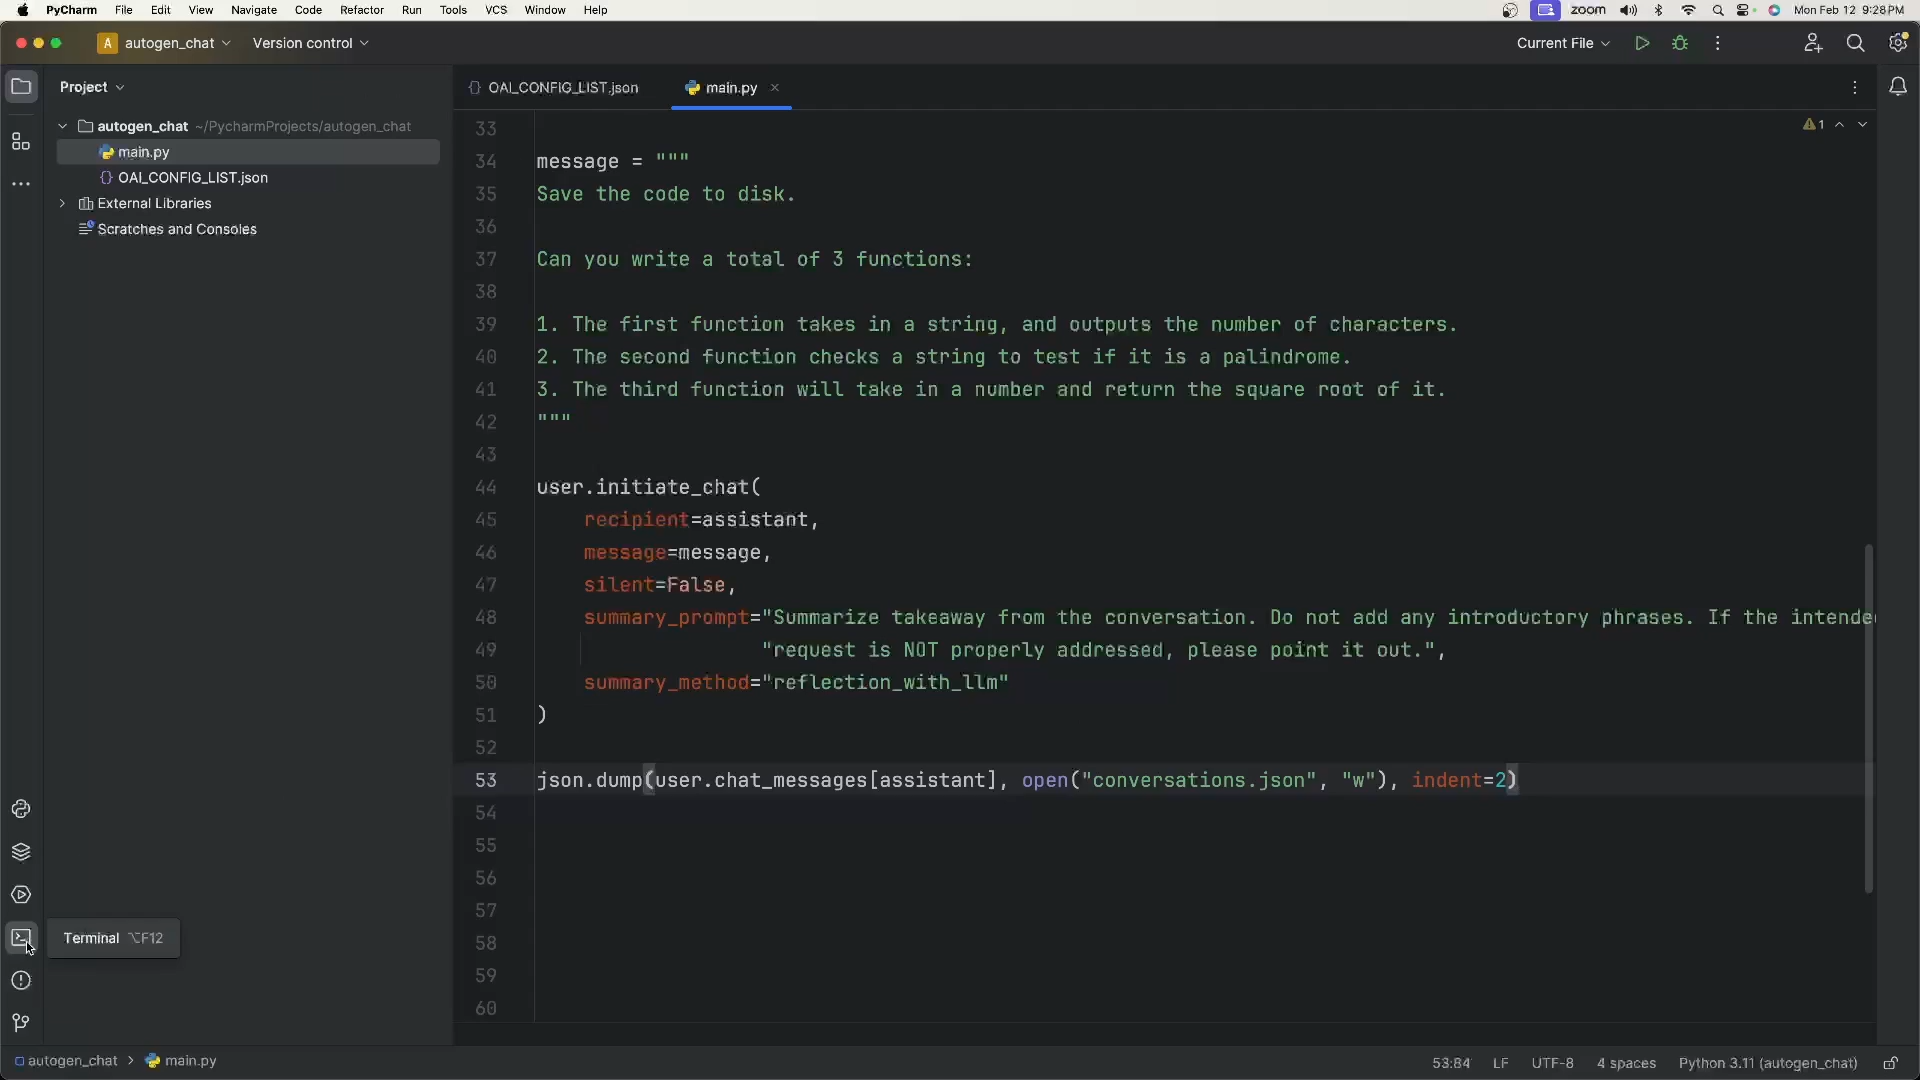 PyCharm File Edit View Navigate Code Refactor Run Tools VCS Window Help zoom Mon Feb 12 9:28PM
A autogen_chat Version control Current File
Project
OAI_CONFIG_LIST.json main.py
autogen_chat ~/PycharmProjects/autogen_chat
main.py
OAI_CONFIG_LIST.json
External Libraries
Scratches and Consoles
1
33
34 message = """
35 Save the code to disk.
36
37 Can you write a total of 3 functions:
38
39 1. The first function takes in a string, and outputs the number of characters.
40 2. The second function checks a string to test if it is a palindrome.
41 3. The third function will take in a number and return the square root of it.
42 """
43
44 user.initiate_chat(
45 recipient=assistant,
46 message=message,
47 silent=False,
48 summary_prompt="Summarize takeaway from the conversation. Do not add any introductory phrases. If the intende
49 "request is NOT properly addressed, please point it out.",
50 summary_method="reflection_with_llm"
51 )
52
53 json.dump(user.chat_messages[assistant], open("conversations.json", "w"), indent=2)
54
55
56
57
58
59
60
Terminal ⌥F12
autogen_chat > main.py 53:84 LF UTF-8 4 spaces Python 3.11 (autogen_chat)